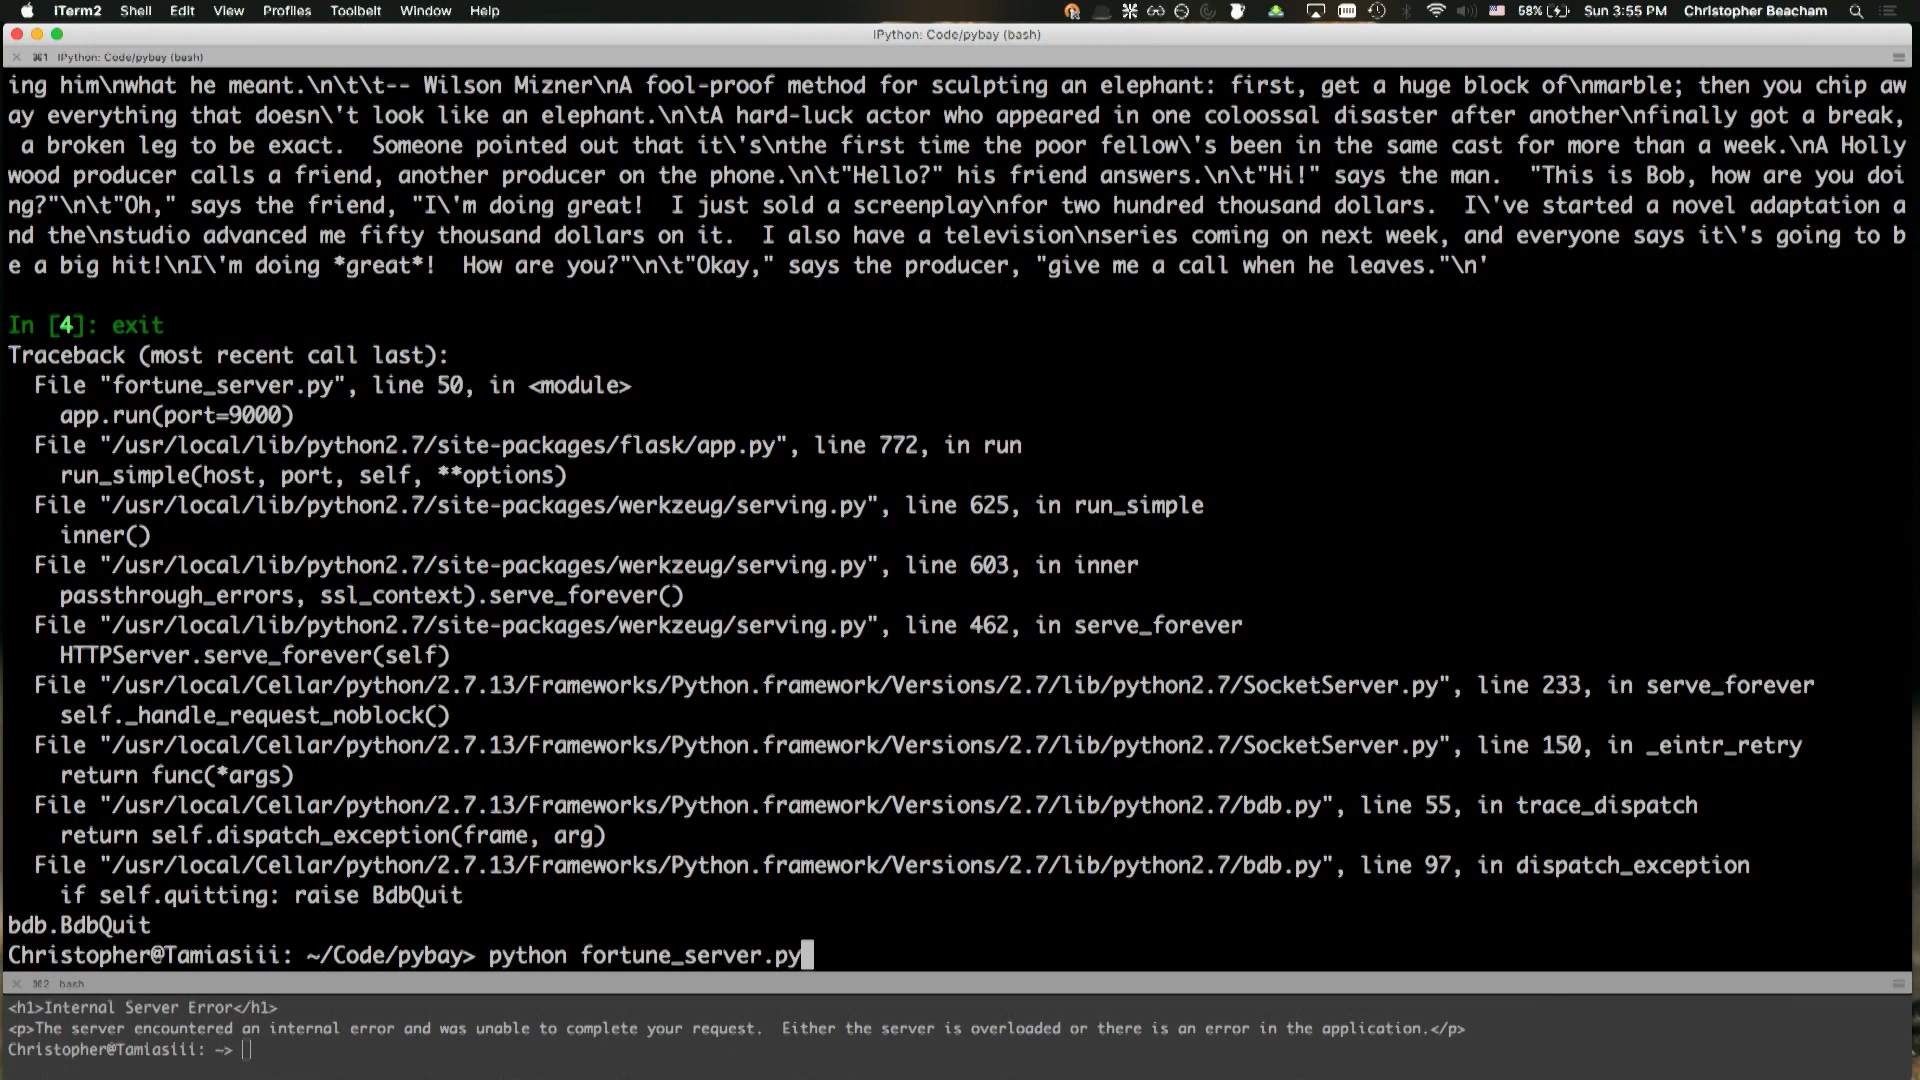 iTerm2 Shell Edit View Profiles Toolbelt Window Help 58% Sun 3:55 PM Christopher Beacham
IPython: Code/pybay (bash)
⌘1 IPython: Code/pybay (bash)
ing him\nwhat he meant.\n\t\t-- Wilson Mizner\nA fool-proof method for sculpting an elephant: first, get a huge block of\nmarble; then you chip aw
ay everything that doesn\'t look like an elephant.\n\tA hard-luck actor who appeared in one coloossal disaster after another\nfinally got a break,
 a broken leg to be exact.  Someone pointed out that it\'s\nthe first time the poor fellow\'s been in the same cast for more than a week.\nA Holly
wood producer calls a friend, another producer on the phone.\n\t"Hello?" his friend answers.\n\t"Hi!" says the man.  "This is Bob, how are you doi
ng?"\n\t"Oh," says the friend, "I\'m doing great!  I just sold a screenplay\nfor two hundred thousand dollars.  I\'ve started a novel adaptation a
nd the\nstudio advanced me fifty thousand dollars on it.  I also have a television\nseries coming on next week, and everyone says it\'s going to b
e a big hit!\nI\'m doing *great*!  How are you?"\n\t"Okay," says the producer, "give me a call when he leaves."\n'
In [4]: exit
Traceback (most recent call last):
  File "fortune_server.py", line 50, in <module>
    app.run(port=9000)
  File "/usr/local/lib/python2.7/site-packages/flask/app.py", line 772, in run
    run_simple(host, port, self, **options)
  File "/usr/local/lib/python2.7/site-packages/werkzeug/serving.py", line 625, in run_simple
    inner()
  File "/usr/local/lib/python2.7/site-packages/werkzeug/serving.py", line 603, in inner
    passthrough_errors, ssl_context).serve_forever()
  File "/usr/local/lib/python2.7/site-packages/werkzeug/serving.py", line 462, in serve_forever
    HTTPServer.serve_forever(self)
  File "/usr/local/Cellar/python/2.7.13/Frameworks/Python.framework/Versions/2.7/lib/python2.7/SocketServer.py", line 233, in serve_forever
    self._handle_request_noblock()
  File "/usr/local/Cellar/python/2.7.13/Frameworks/Python.framework/Versions/2.7/lib/python2.7/SocketServer.py", line 150, in _eintr_retry
    return func(*args)
  File "/usr/local/Cellar/python/2.7.13/Frameworks/Python.framework/Versions/2.7/lib/python2.7/bdb.py", line 55, in trace_dispatch
    return self.dispatch_exception(frame, arg)
  File "/usr/local/Cellar/python/2.7.13/Frameworks/Python.framework/Versions/2.7/lib/python2.7/bdb.py", line 97, in dispatch_exception
    if self.quitting: raise BdbQuit
bdb.BdbQuit
Christopher@Tamiasiii: ~/Code/pybay> python fortune_server.py
⌘2 bash
<h1>Internal Server Error</h1>
<p>The server encountered an internal error and was unable to complete your request.  Either the server is overloaded or there is an error in the application.</p>
Christopher@Tamiasiii: ~>